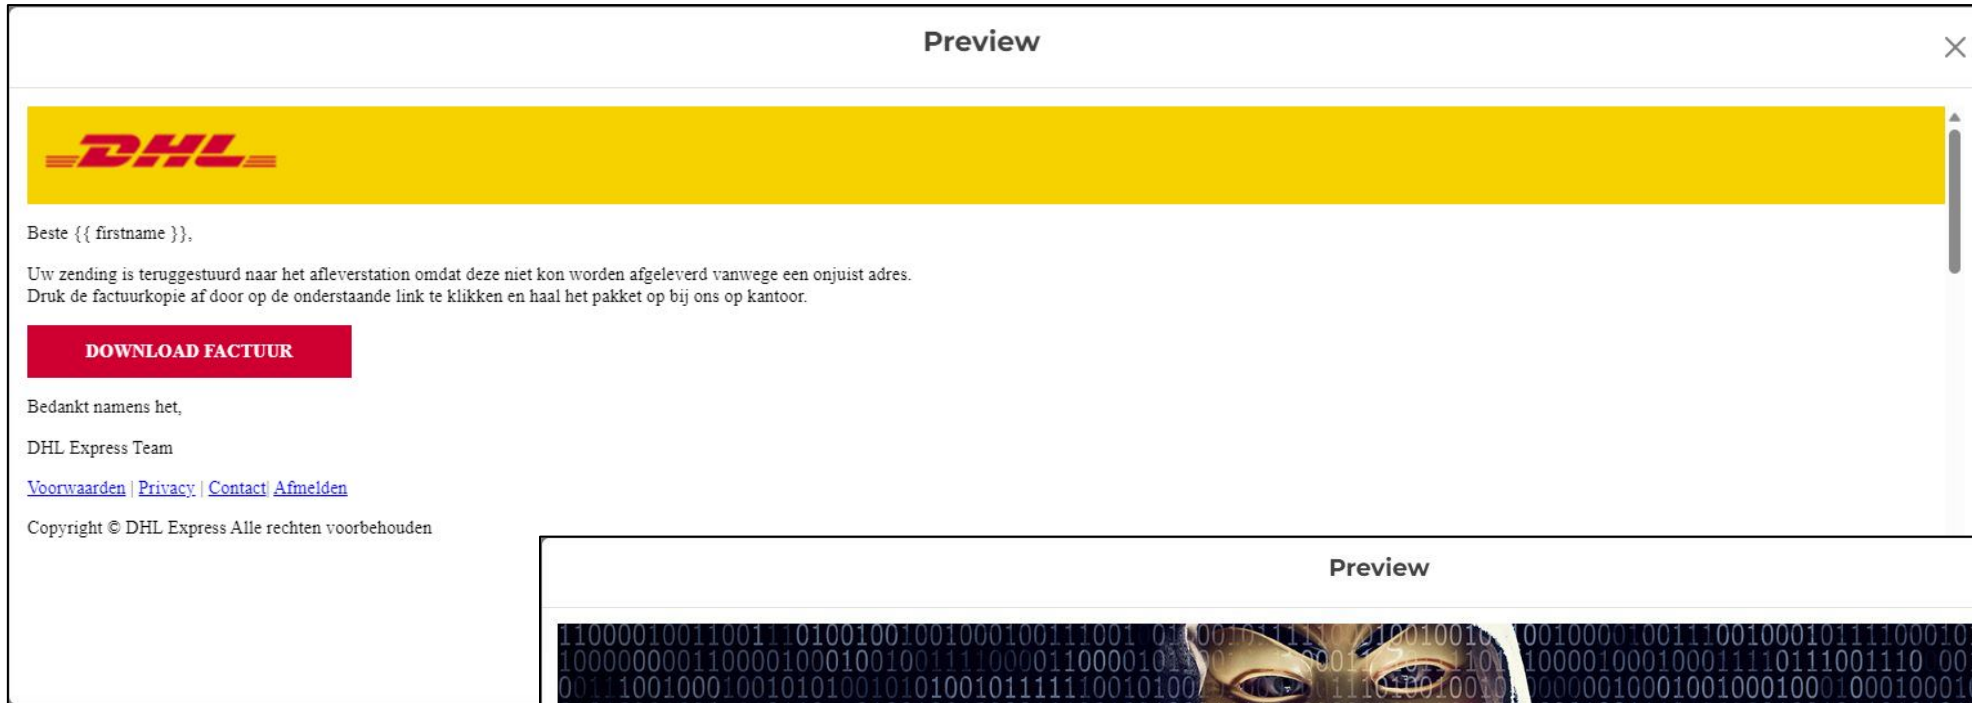 Preview
DHL
Beste {{ firstname }},
Uw zending is teruggestuurd naar het afleverstation omdat deze niet kon worden afgeleverd vanwege een onjuist adres.
Druk de factuurkopie af door op de onderstaande link te klikken en haal het pakket op bij ons op kantoor.
DOWNLOAD FACTUUR
Bedankt namens het,
DHL Express Team
Voorwaarden | Privacy | Contact| Afmelden
Copyright © DHL Express Alle rechten voorbehouden
Preview